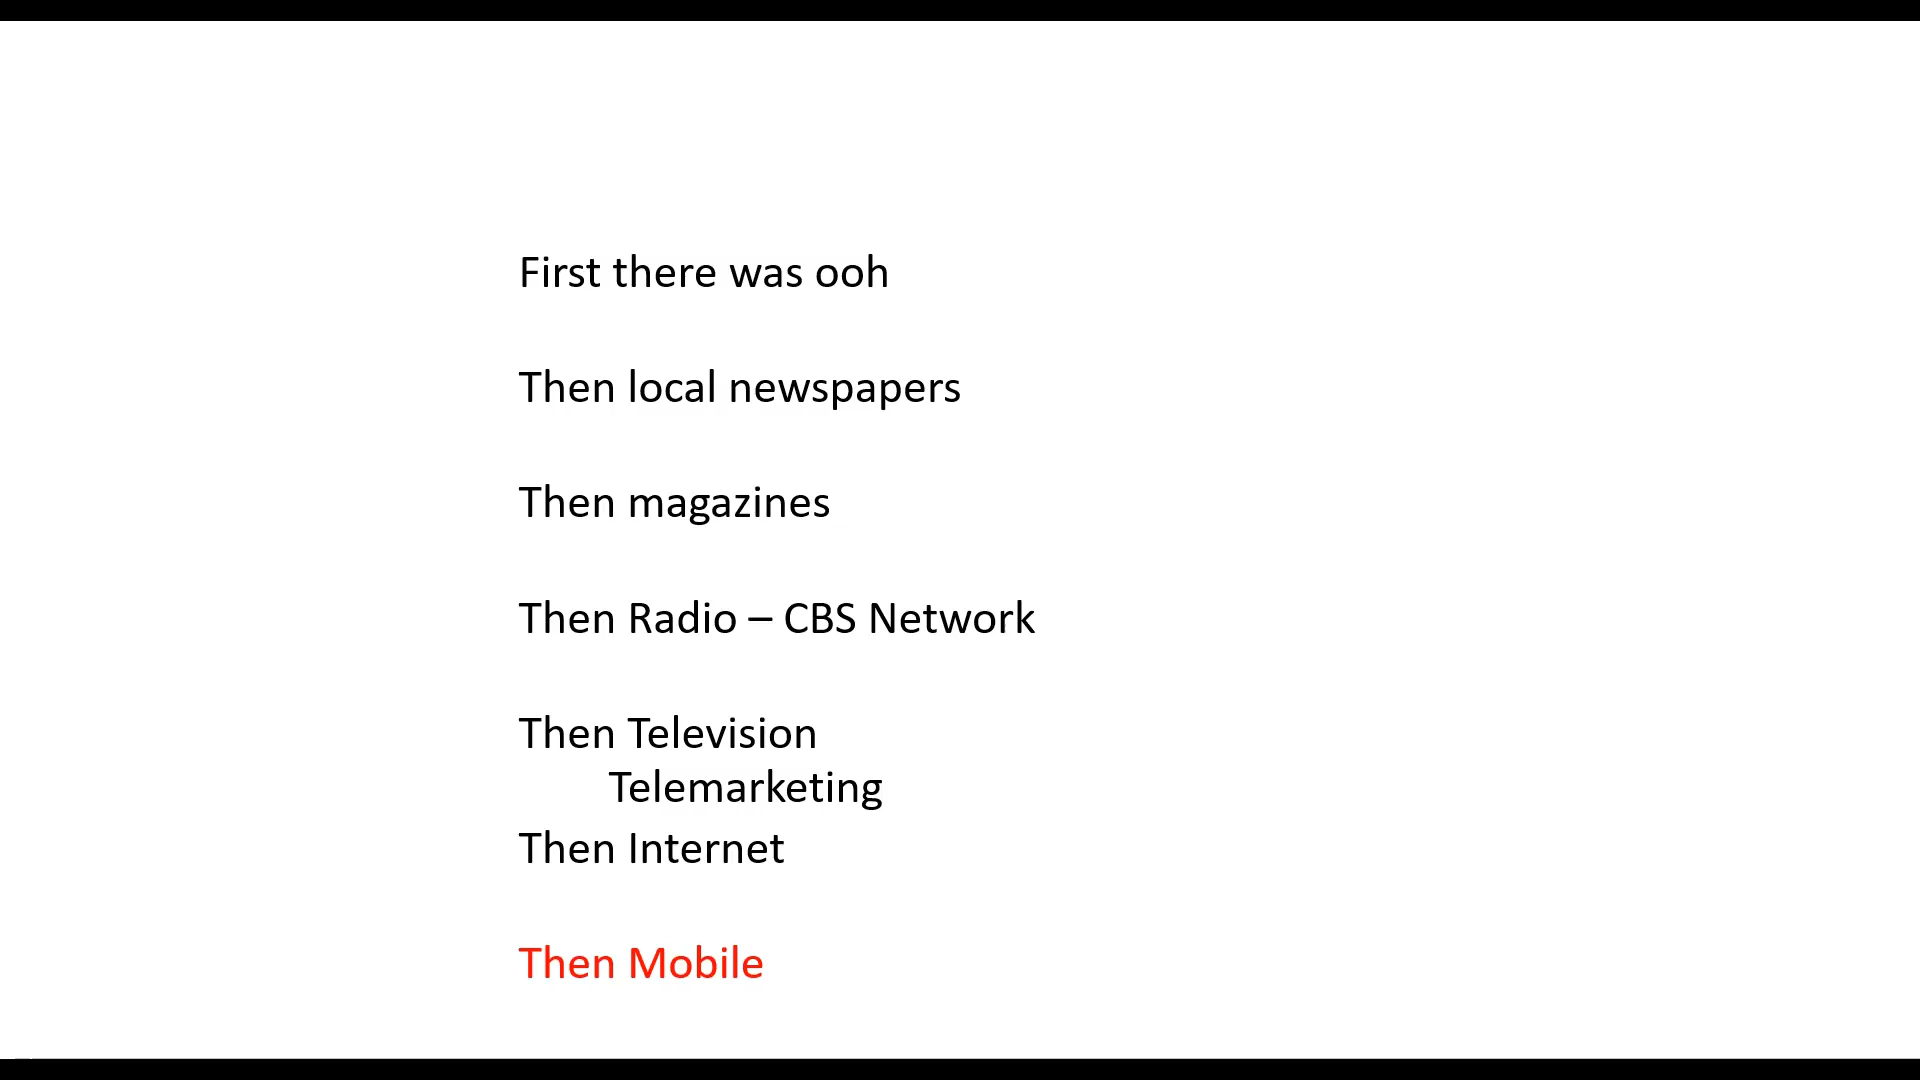 First there was ooh
Then local newspapers
Then magazines
Then Radio – CBS Network
Then Television
Telemarketing
Then Internet
Then Mobile